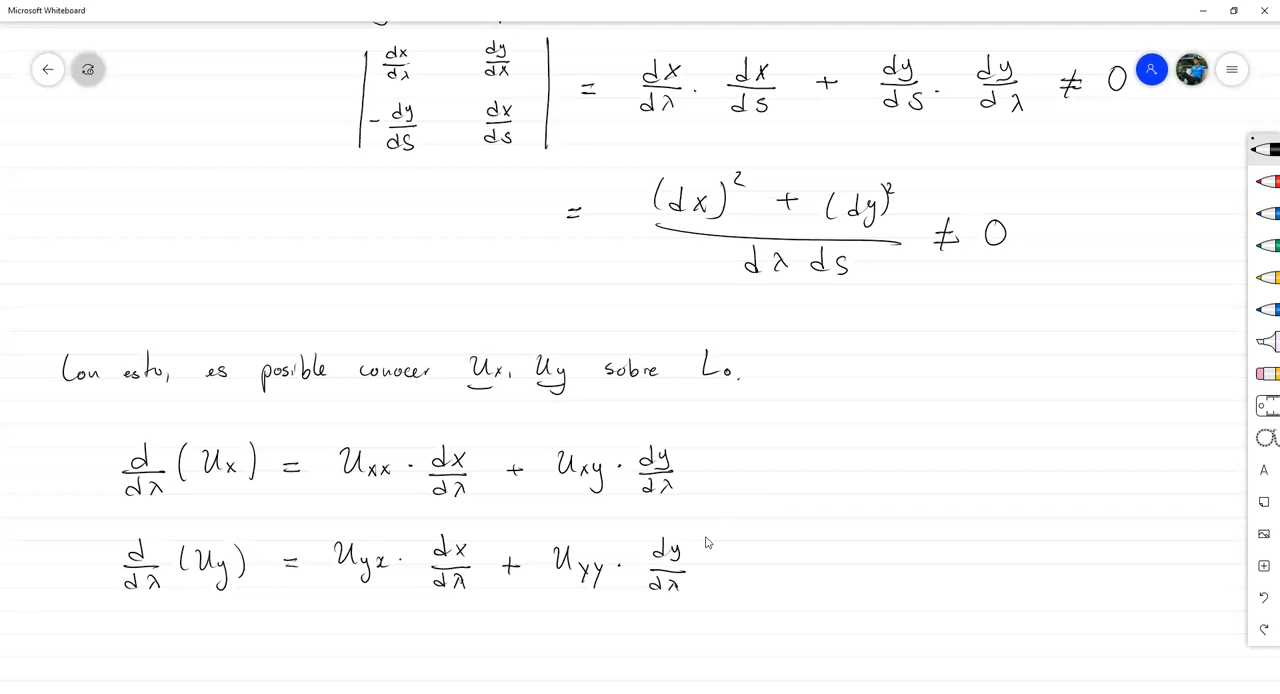 Microsoft Whiteboard
| dx/dλ dy/dx | = dx/dλ · dx/ds + dy/ds · dy/dλ ≠ 0
| - dy/ds dx/ds |
= (dx)² + (dy)² / dλ ds ≠ 0
Con esto, es posible conocer Ux, Uy sobre L₀.
d/dλ (Ux) = Uxx · dx/dλ + Uxy · dy/dλ
d/dλ (Uy) = Uyx · dx/dλ + Uyy · dy/dλ